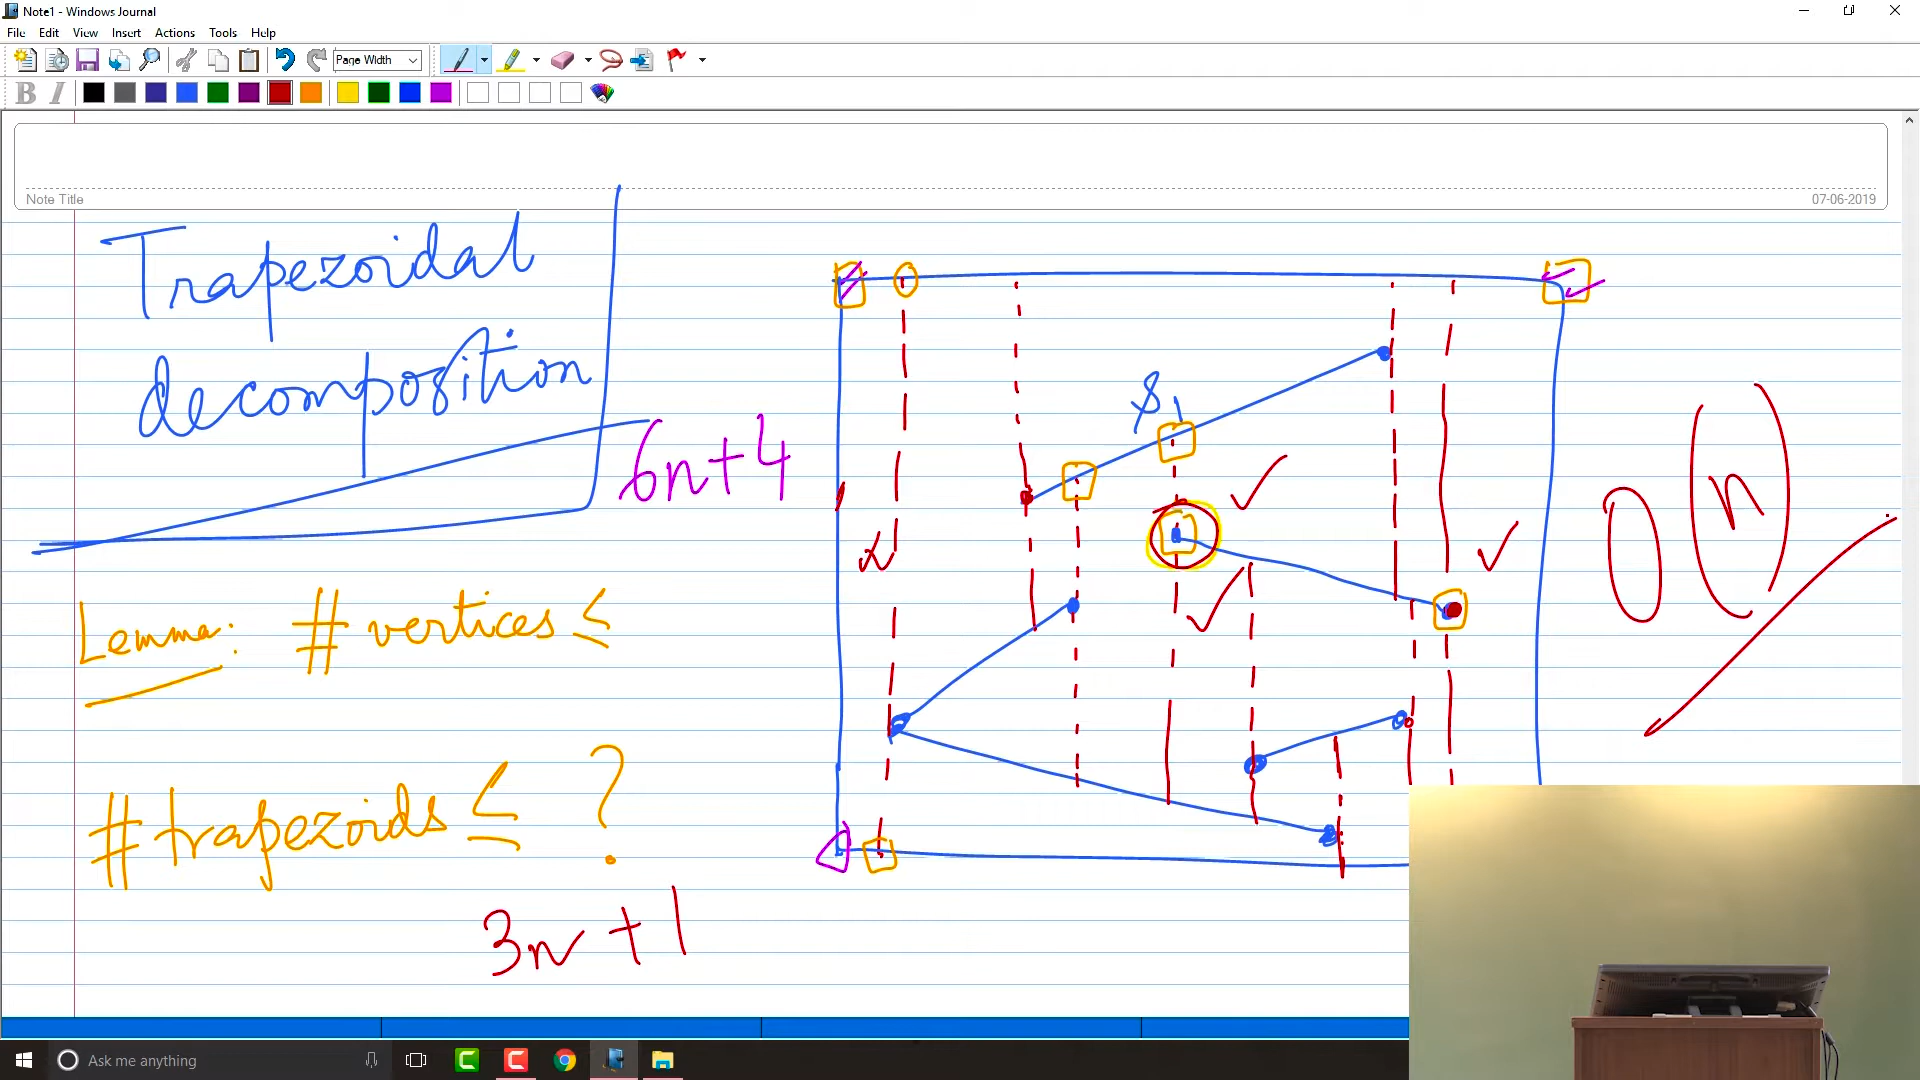 Note1 - Windows Journal
File Edit View Insert Actions Tools Help
Page Width
B I
Note Title
07-06-2019
Trapezoidal
decomposition
6n+4
Lemma: # vertices ≤
# trapezoids ≤ ?
3n + 1
s1
O(n)
Ask me anything